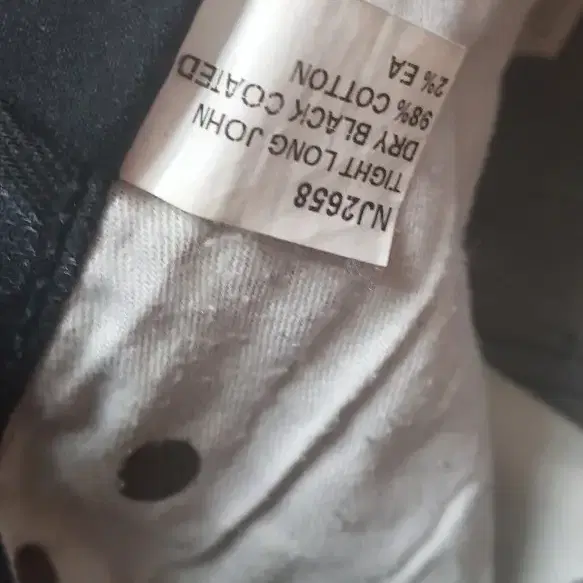 NJ2658
TIGHT LONG JOHN
DRY BLACK COATED
98% COTTON
2% EA